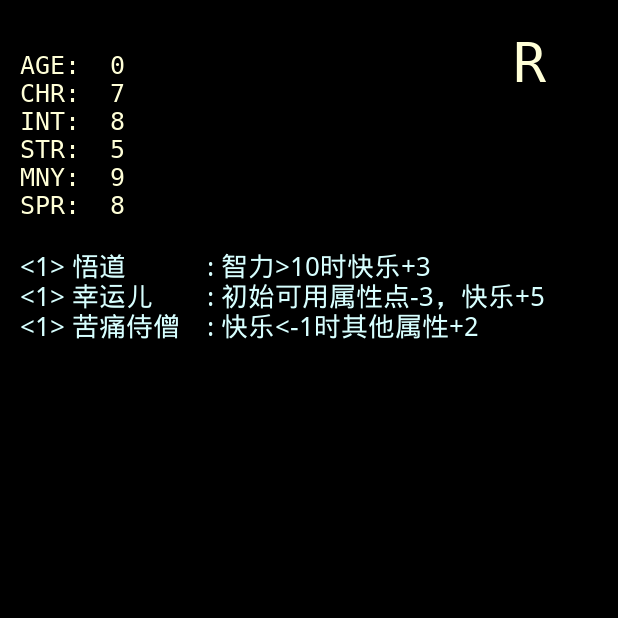 R
AGE: 0
CHR: 7
INT: 8
STR: 5
MNY: 9
SPR: 8
<1> 悟道 : 智力>10时快乐+3
<1> 幸运儿 : 初始可用属性点-3，快乐+5
<1> 苦痛侍僧 : 快乐<-1时其他属性+2